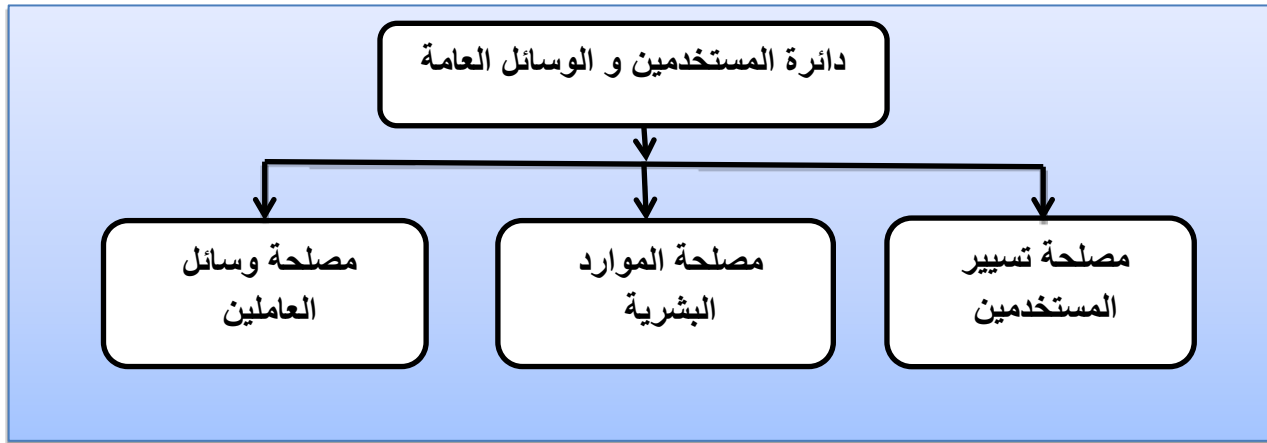 دائرة المستخدمين و الوسائل العامة
مصلحة تسيير
المستخدمين
مصلحة الموارد
البشرية
مصلحة وسائل
العاملين